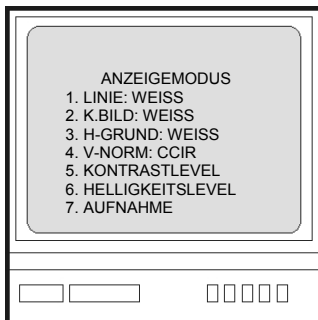 ANZEIGEMODUS
1. LINIE: WEISS
2. K.BILD: WEISS
3. H-GRUND: WEISS
4. V-NORM: CCIR
5. KONTRASTLEVEL
6. HELLIGKEITSLEVEL
7. AUFNAHME